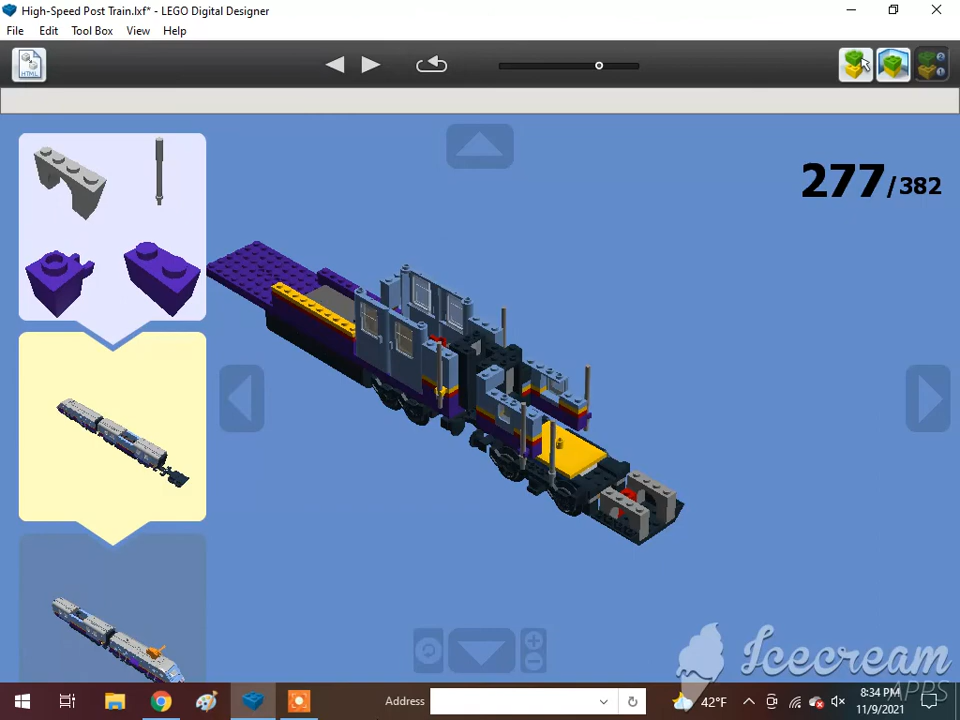 High-Speed Post Train.lxf* - LEGO Digital Designer
File Edit Tool Box View Help
HTML
277/382
Icecream
APPS
Address
42°F
8:34 PM
11/9/2021